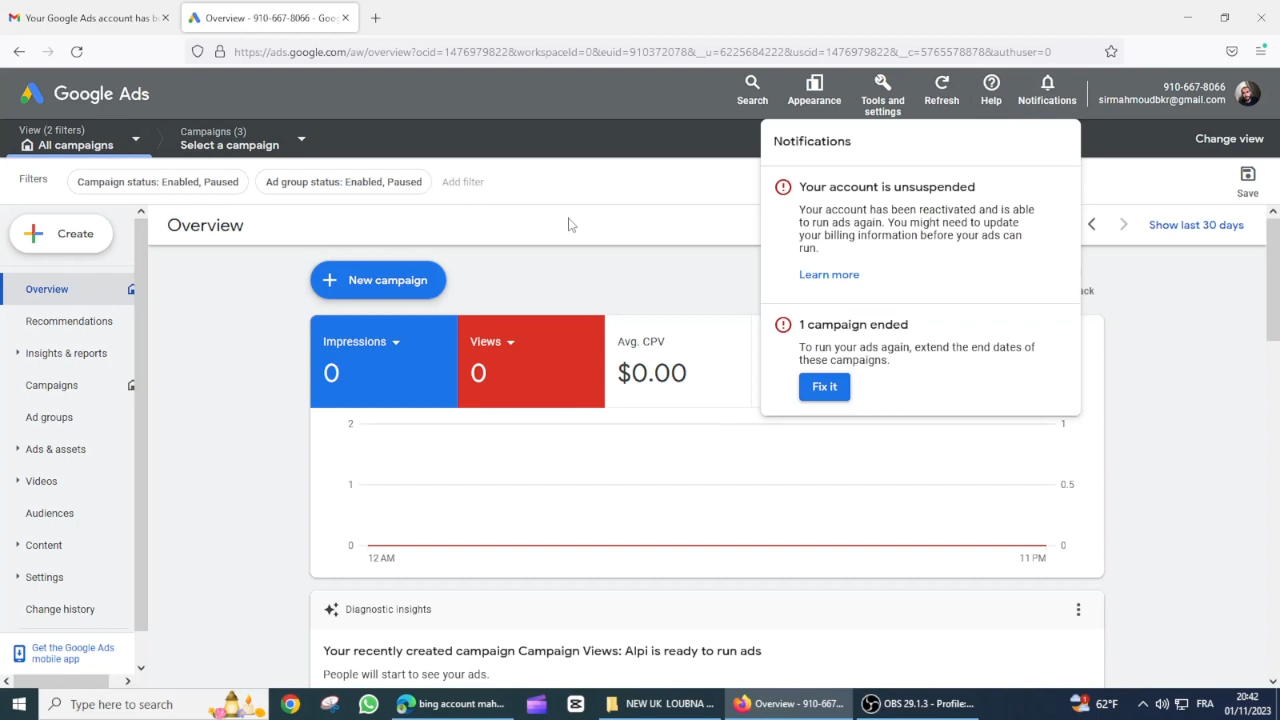 Your Google Ads account has b
Overview - 910-667-8066 - Goog
https://ads.google.com/aw/overview?ocid=1476979822&workspaceId=0&euid=910372078&__u=6225684222&uscid=1476979822&__c=5765578878&authuser=0
Google Ads
Search
Appearance
Tools and
settings
Refresh
Help
Notifications
910-667-8066
sirmahmoudbkr@gmail.com
View (2 filters)
All campaigns
Campaigns (3)
Select a campaign
Change view
Filters
Campaign status: Enabled, Paused
Ad group status: Enabled, Paused
Add filter
Save
Notifications
Your account is unsuspended
Your account has been reactivated and is able
to run ads again. You might need to update
your billing information before your ads can
run.
Learn more
1 campaign ended
To run your ads again, extend the end dates of
these campaigns.
Fix it
Create
Overview
Recommendations
Insights & reports
Campaigns
Ad groups
Ads & assets
Videos
Audiences
Content
Settings
Change history
Get the Google Ads
mobile app
Overview
Show last 30 days
New campaign
ack
Impressions
0
Views
0
Avg. CPV
$0.00
2
1
0
1
0.5
0
12 AM
11 PM
Diagnostic insights
Your recently created campaign Campaign Views: Alpi is ready to run ads
People will start to see your ads.
Type here to search
bing account mah...
NEW UK LOUBNA ...
Overview - 910-667...
OBS 29.1.3 - Profile:...
62°F
FR
20:42
01/11/2023